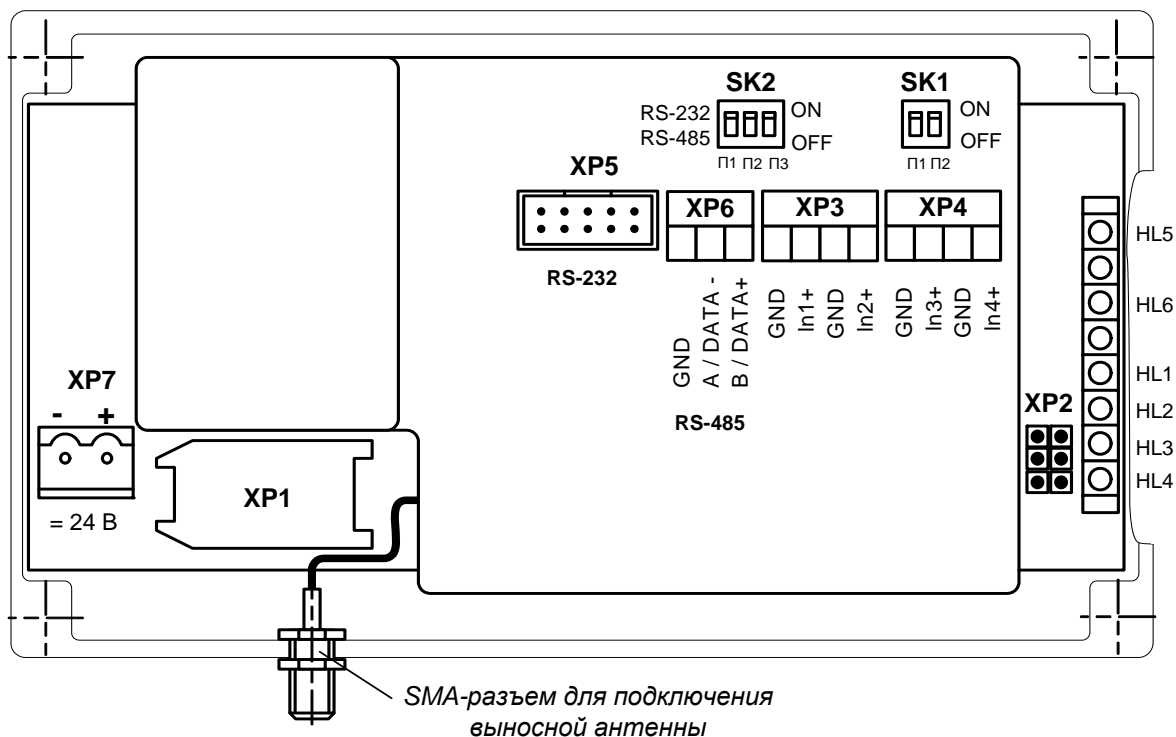 SK2
SK1
RS-232
ON
RS-485
OFF
П1 П2 П3
ON
OFF
П1 П2
XP5
XP6
XP3
XP4
RS-232
GND
A / DATA -
B / DATA+
RS-485
GND
In1+
GND
In2+
GND
In3+
GND
In4+
HL5
HL6
HL1
HL2
HL3
HL4
XP2
XP7
- +
= 24 В
XP1
SMA-разъем для подключения
выносной антенны